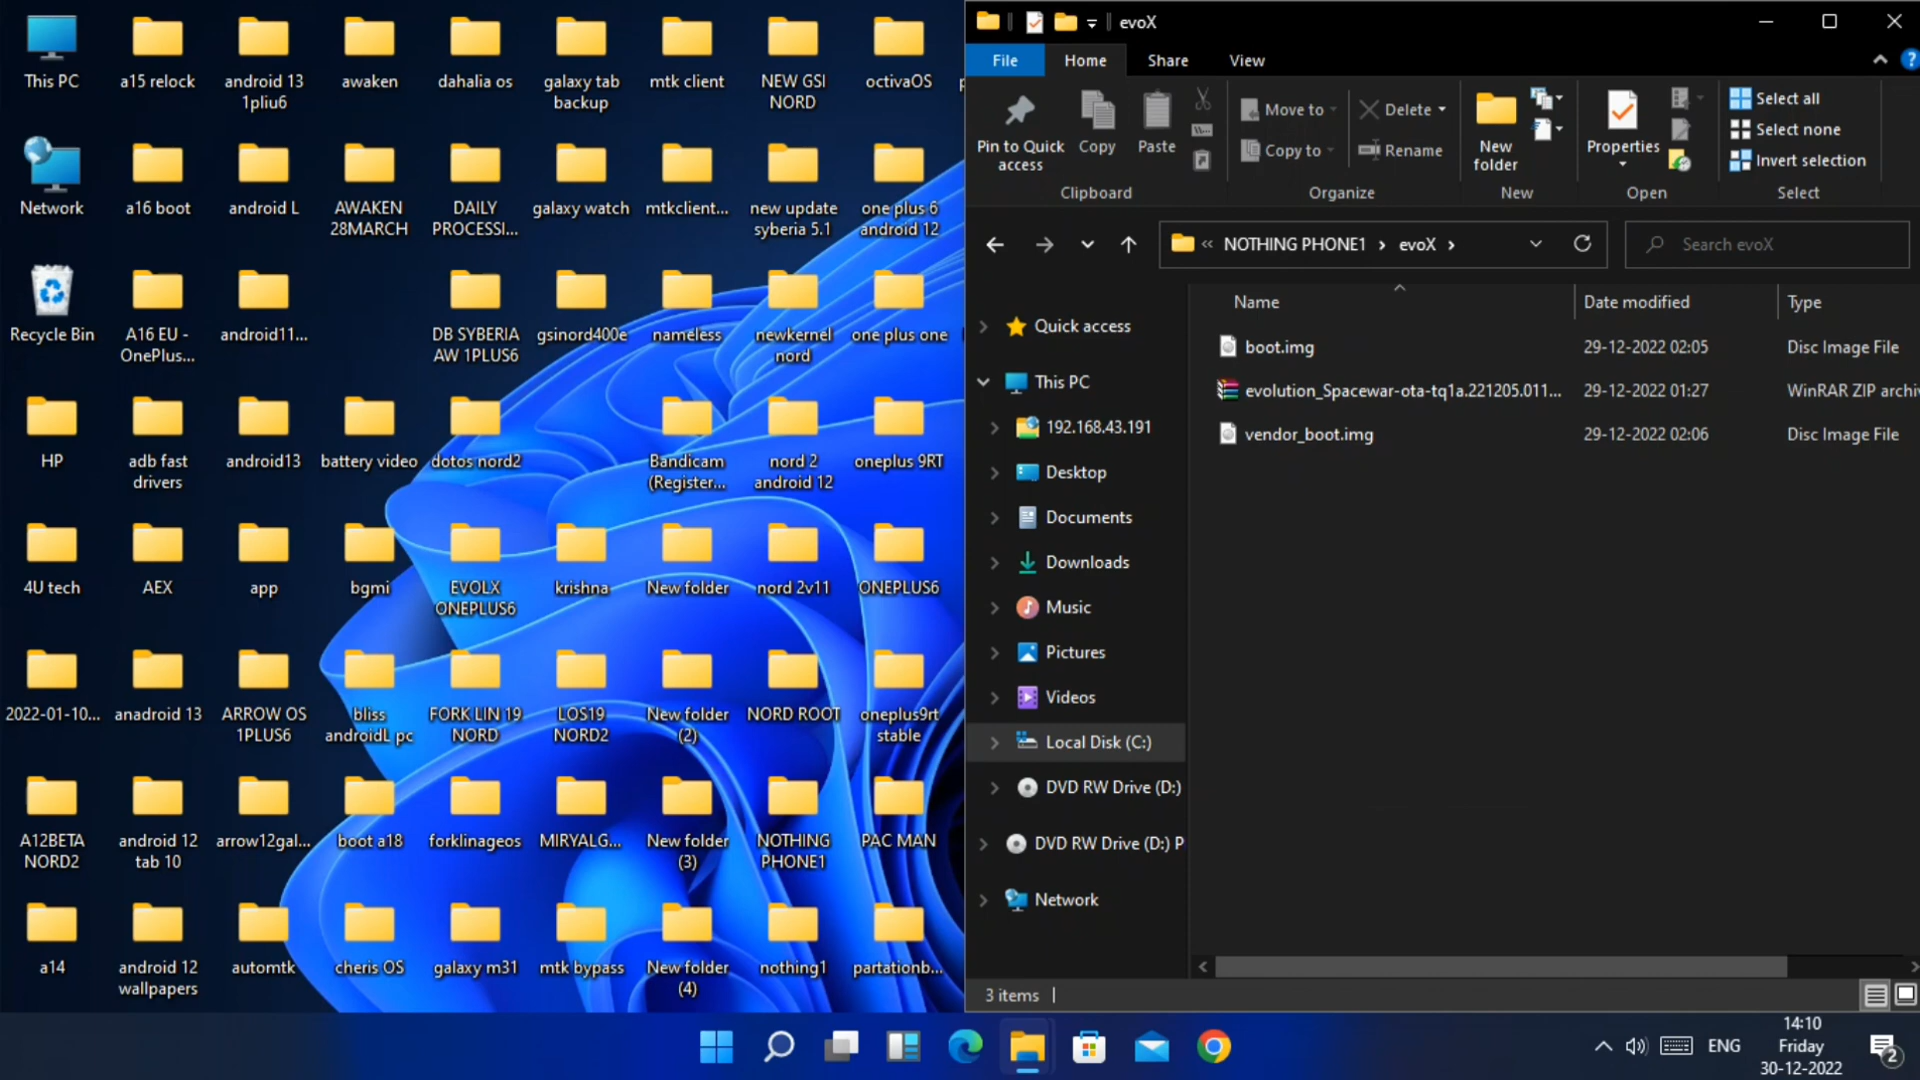 This PC
a15 relock
android 13
1pliu6
awaken
dahalia os
galaxy tab
backup
mtk client
NEW GSI
NORD
octivaOS
Network
a16 boot
android L
AWAKEN
28MARCH
DAILY
PROCESSI...
galaxy watch
mtkclient...
new update
syberia 5.1
one plus 6
android 12
Recycle Bin
A16 EU -
OnePlus...
android11...
DB SYBERIA
AW 1PLUS6
gsinord400e
nameless
newkernel
nord
one plus one
HP
adb fast
drivers
android13
battery video
dotos nord2
Bandicam
(Register...
nord 2
android 12
oneplus 9RT
4U tech
AEX
app
bgmi
EVOLX
ONEPLUS6
krishna
New folder
nord 2v11
ONEPLUS6
2022-01-10...
anadroid 13
ARROW OS
1PLUS6
bliss
androidL pc
FORK LIN 19
NORD
LOS19
NORD2
New folder
(2)
NORD ROOT
oneplus9rt
stable
A12BETA
NORD2
android 12
tab 10
arrow12gal...
boot a18
forklinageos
MIRYALG...
New folder
(3)
NOTHING
PHONE1
PAC MAN
a14
android 12
wallpapers
automtk
cheris OS
galaxy m31
mtk bypass
New folder
(4)
nothing1
partationb...
evoX
File
Home
Share
View
Pin to Quick
access
Copy
Paste
Clipboard
Move to
Copy to
Delete
Rename
Organize
New
folder
New
Properties
Open
Select all
Select none
Invert selection
Select
« NOTHING PHONE1 › evoX ›
Search evoX
Name
Date modified
Type
Quick access
This PC
192.168.43.191
Desktop
Documents
Downloads
Music
Pictures
Videos
Local Disk (C:)
DVD RW Drive (D:)
DVD RW Drive (D:) P
Network
boot.img 29-12-2022 02:05 Disc Image File
evolution_Spacewar-ota-tq1a.221205.011... 29-12-2022 01:27 WinRAR ZIP archiv
vendor_boot.img 29-12-2022 02:06 Disc Image File
3 items
ENG
14:10
Friday
30-12-2022
2